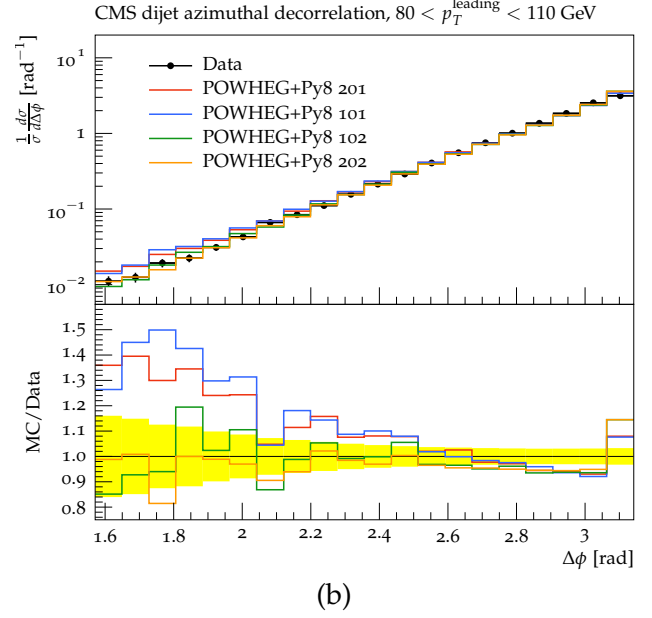 CMS dijet azimuthal decorrelation, 80 < p_T^leading < 110 GeV
1/σ dσ/dΔϕ [rad⁻¹]
10¹
1
10⁻¹
10⁻²
Data
POWHEG+Py8 201
POWHEG+Py8 101
POWHEG+Py8 102
POWHEG+Py8 202
MC/Data
1.5
1.4
1.3
1.2
1.1
1.0
0.9
0.8
1.6 1.8 2 2.2 2.4 2.6 2.8 3
Δϕ [rad]
(b)